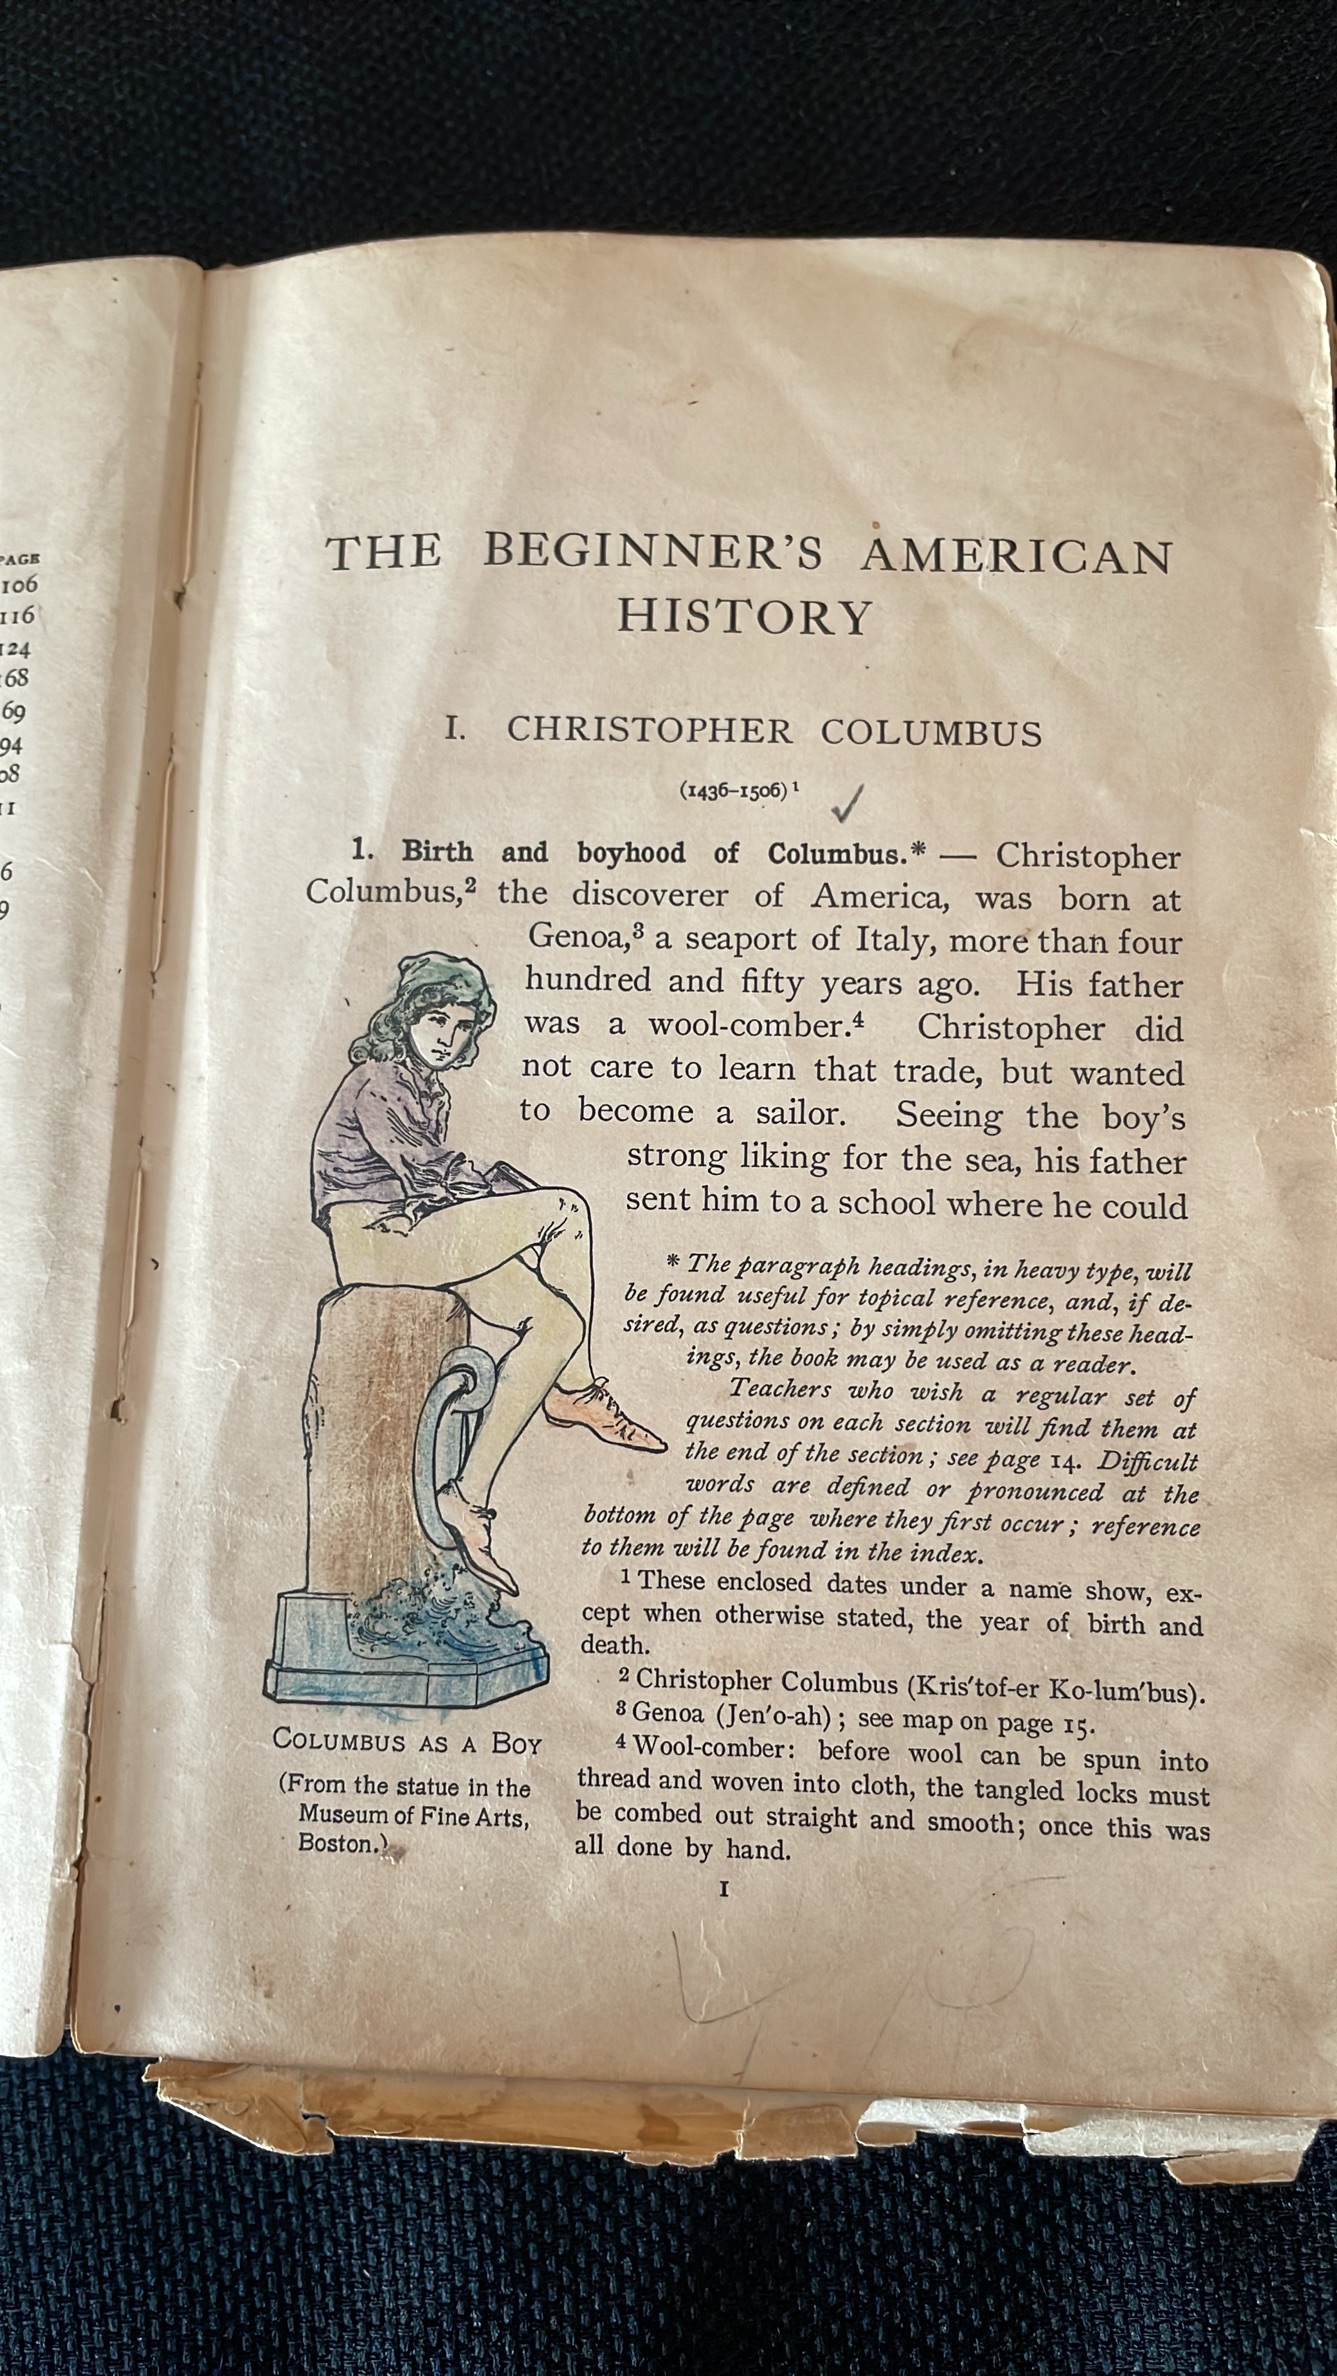 PAGE
106
116
124
168
69
94
08
11
6
9
THE BEGINNER'S AMERICAN
HISTORY
I. CHRISTOPHER COLUMBUS
(1436–1506) ¹
1. Birth and boyhood of Columbus.* — Christopher
Columbus,² the discoverer of America, was born at
Genoa,³ a seaport of Italy, more than four
hundred and fifty years ago. His father
was a wool-comber.⁴ Christopher did
not care to learn that trade, but wanted
to become a sailor. Seeing the boy's
strong liking for the sea, his father
sent him to a school where he could
* The paragraph headings, in heavy type, will
be found useful for topical reference, and, if de-
sired, as questions; by simply omitting these head-
ings, the book may be used as a reader.
Teachers who wish a regular set of
questions on each section will find them at
the end of the section; see page 14. Difficult
words are defined or pronounced at the
bottom of the page where they first occur; reference
to them will be found in the index.
¹ These enclosed dates under a name show, ex-
cept when otherwise stated, the year of birth and
death.
² Christopher Columbus (Kris′tof-er Ko-lum′bus).
³ Genoa (Jen′o-ah); see map on page 15.
⁴ Wool-comber: before wool can be spun into
thread and woven into cloth, the tangled locks must
be combed out straight and smooth; once this was
all done by hand.
COLUMBUS AS A BOY
(From the statue in the
Museum of Fine Arts,
Boston.)
1